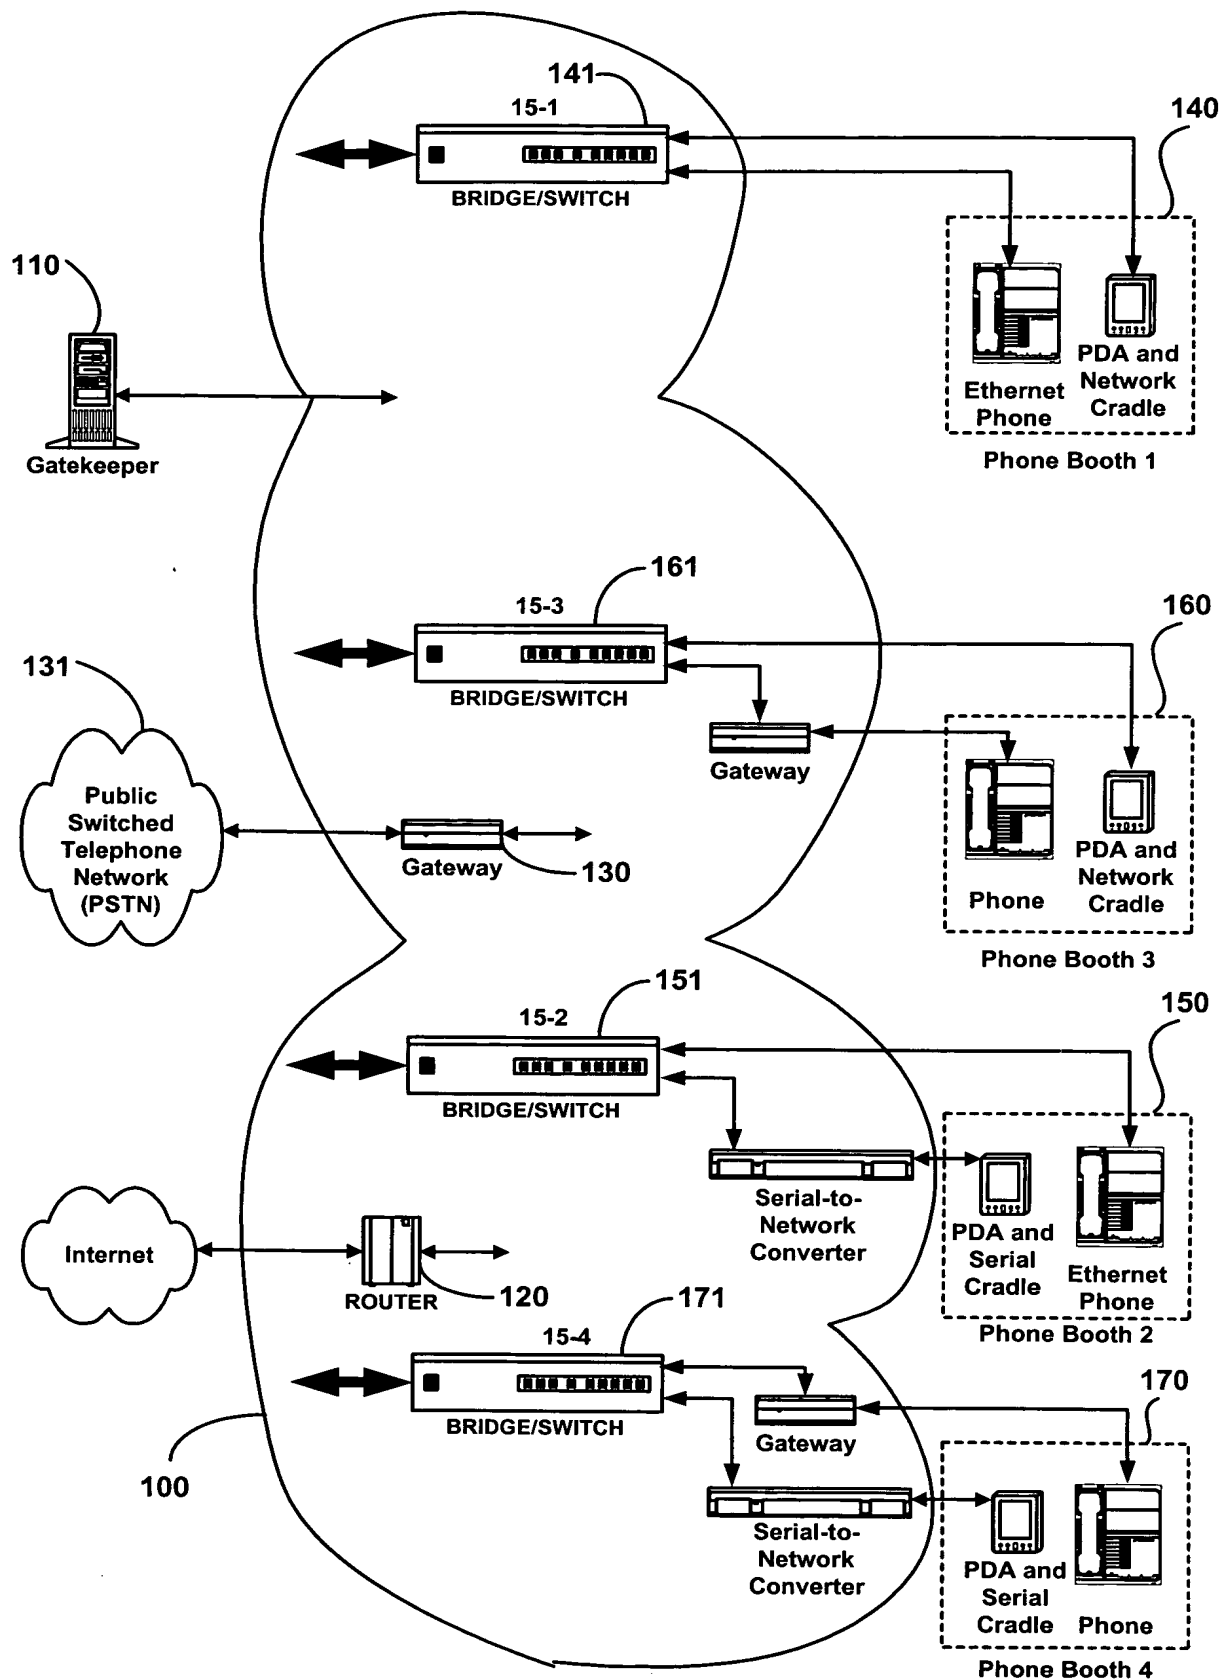 141
15-1
140
BRIDGE/SWITCH
110
PDA and
Network
Cradle
Ethernet
Phone
Gatekeeper
Phone Booth 1
161
15-3
160
131
BRIDGE/SWITCH
Gateway
Public
Switched
Telephone
Network
(PSTN)
Gateway
130
PDA and
Network
Cradle
Phone
Phone Booth 3
151
15-2
150
BRIDGE/SWITCH
Serial-to-
Network
Converter
PDA and
Serial
Cradle
Ethernet
Phone
Internet
ROUTER
120
Phone Booth 2
171
15-4
170
BRIDGE/SWITCH
Gateway
100
Serial-to-
Network
Converter
PDA and
Serial
Cradle
Phone
Phone Booth 4